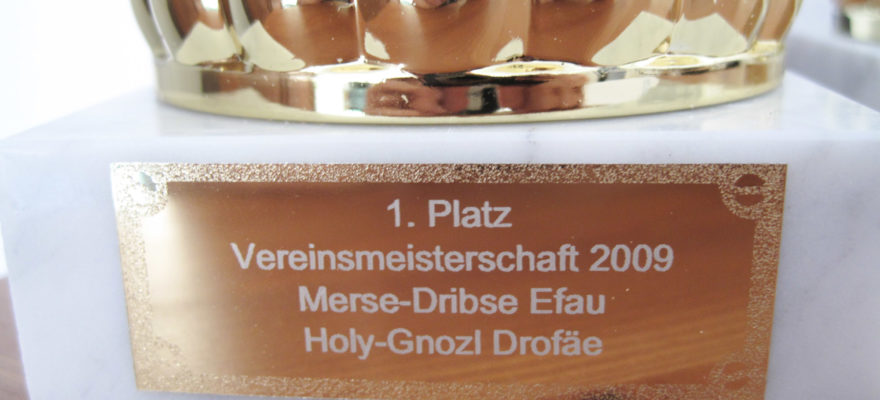 1. Platz
Vereinsmeisterschaft 2009
Merse-Dribse Efau
Holy-Gnozl Drofäe